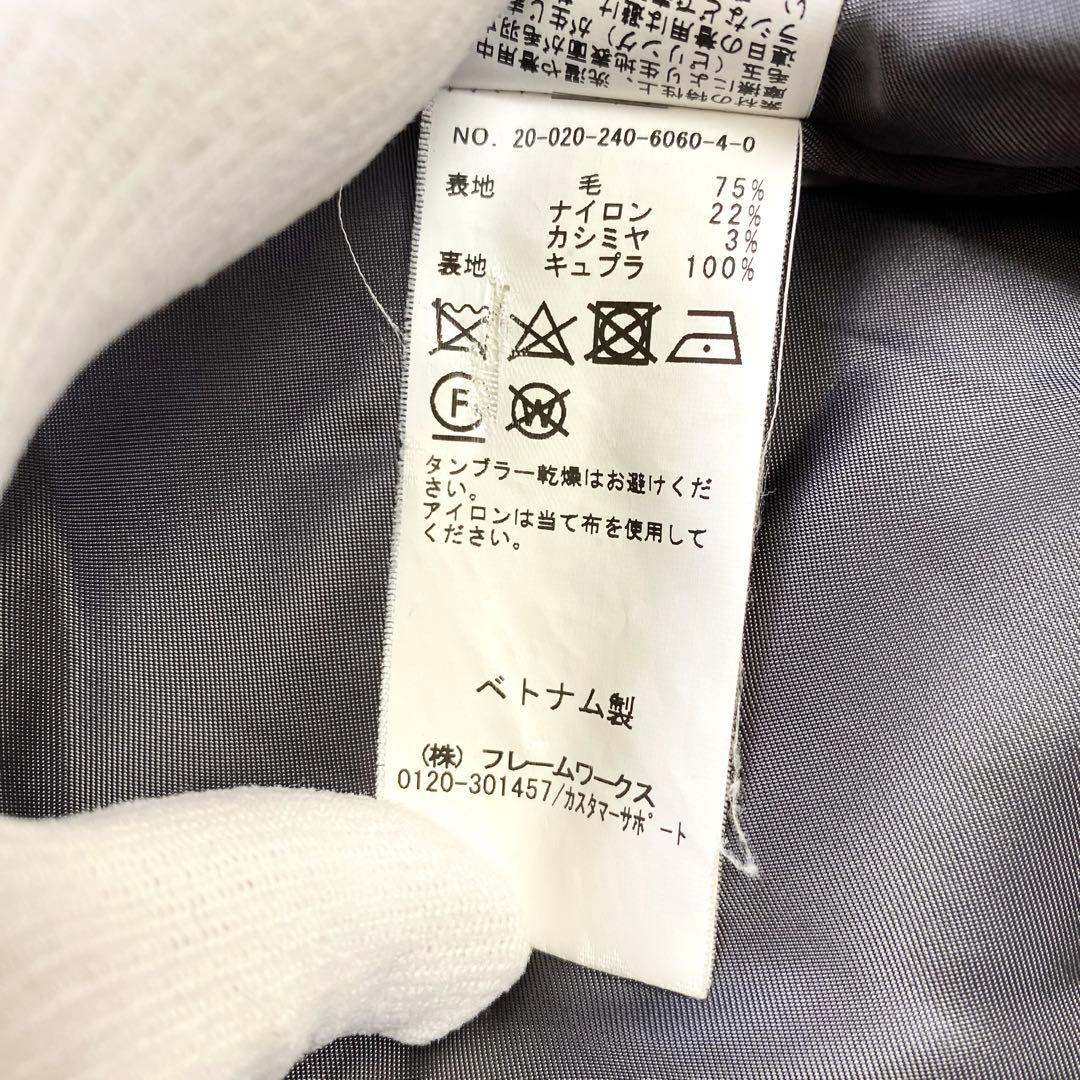 NO. 20-020-240-6060-4-0
表地 毛 75%
ナイロン 22%
カシミヤ 3%
裏地 キュプラ 100%
F
W
タンブラー乾燥はお避けくだ
さい。
アイロンは当て布を使用して
ください。
ベトナム製
(株) フレームワークス
0120-301457/カスタマーサポート